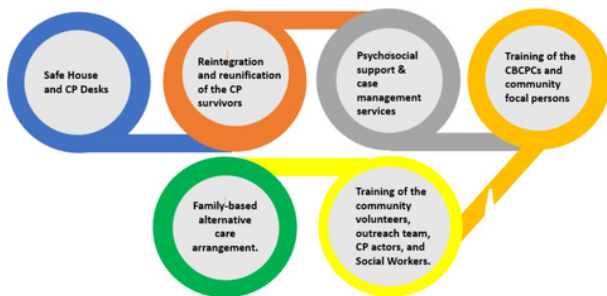 Safe House
and CP Desks
Reintegration
and reunification
of the CP
survivors
Psychosocial
support &
case
management
services
Training of the
CBCPCs and
community
focal persons
Family-based
alternative
care
arrangement.
Training of the
community
volunteers,
outreach team,
CP actors, and
Social Workers.